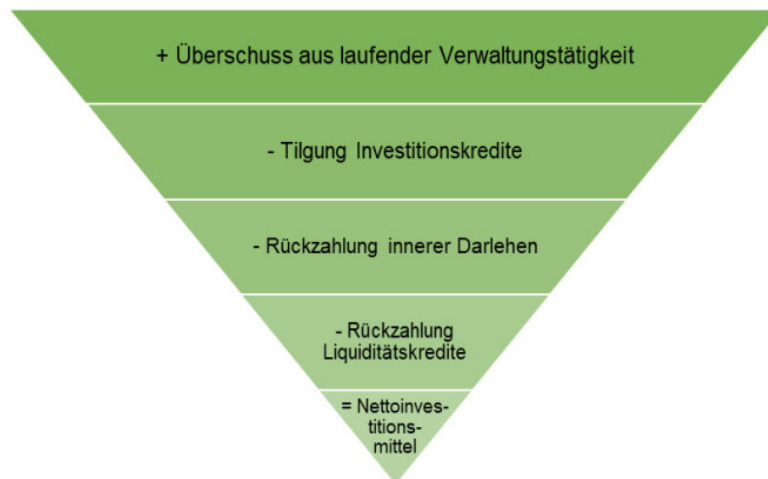 + Überschuss aus laufender Verwaltungstätigkeit
- Tilgung Investitionskredite
- Rückzahlung innerer Darlehen
- Rückzahlung
Liquiditätskredite
= Nettoinves-
titions-
mittel